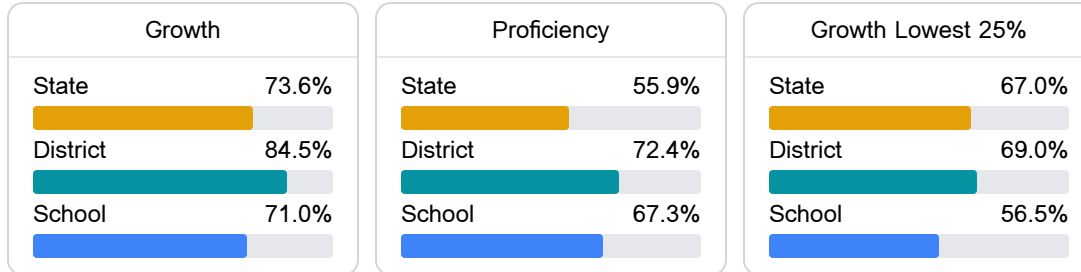 Growth
State 73.6%
District 84.5%
School 71.0%
Proficiency
State 55.9%
District 72.4%
School 67.3%
Growth Lowest 25%
State 67.0%
District 69.0%
School 56.5%